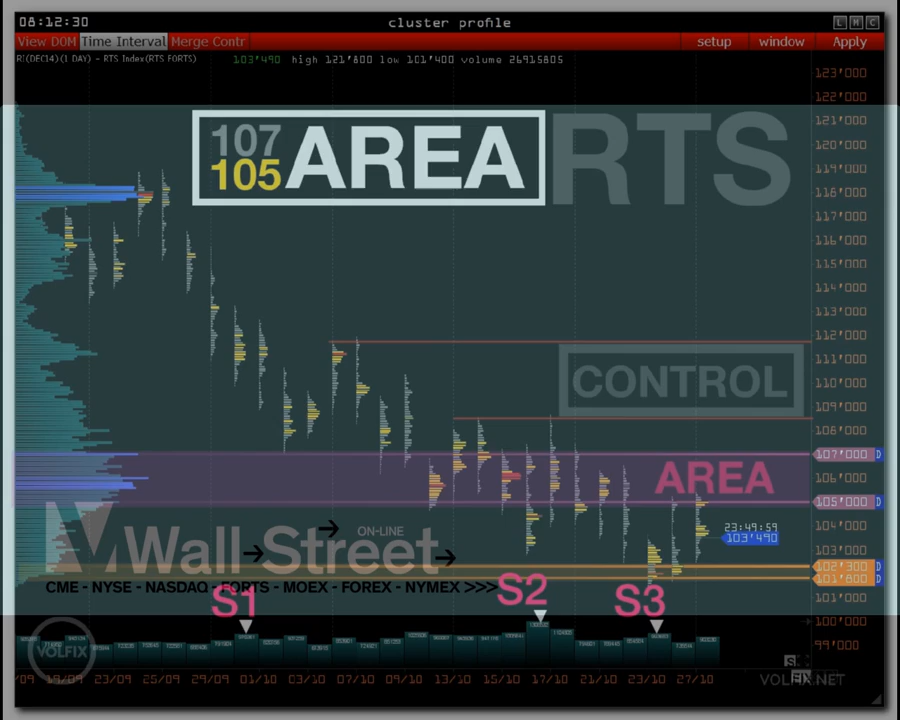 08:12:30
cluster profile
L M C
View DOM Time Interval Merge Contr
setup window Apply
RI(DEC14)(1 DAY) - RTS Index(RTS FORTS) 103'490 high 121'800 low 101'400 volume 26915805
123'000
122'000
121'000
120'000
119'000
118'000
117'000
116'000
115'000
114'000
113'000
112'000
111'000
110'000
109'000
107
105
AREA RTS
CONTROL
107'000 D
106'000
AREA
105'000 D
104'000
23:49:59
103'490
103'000
ON-LINE
Wall Street
102'300 D
101'800 D
CME - NYSE - NASDAQ - FORTS - MOEX - FOREX - NYMEX >>>
101'000
S1 S2 S3
100'000
99'000
VOLFIX
/09 19/09 23/09 25/09 29/09 01/10 03/10 07/10 09/10 13/10 15/10 17/10 21/10 23/10 27/10
VOLFIX.NET